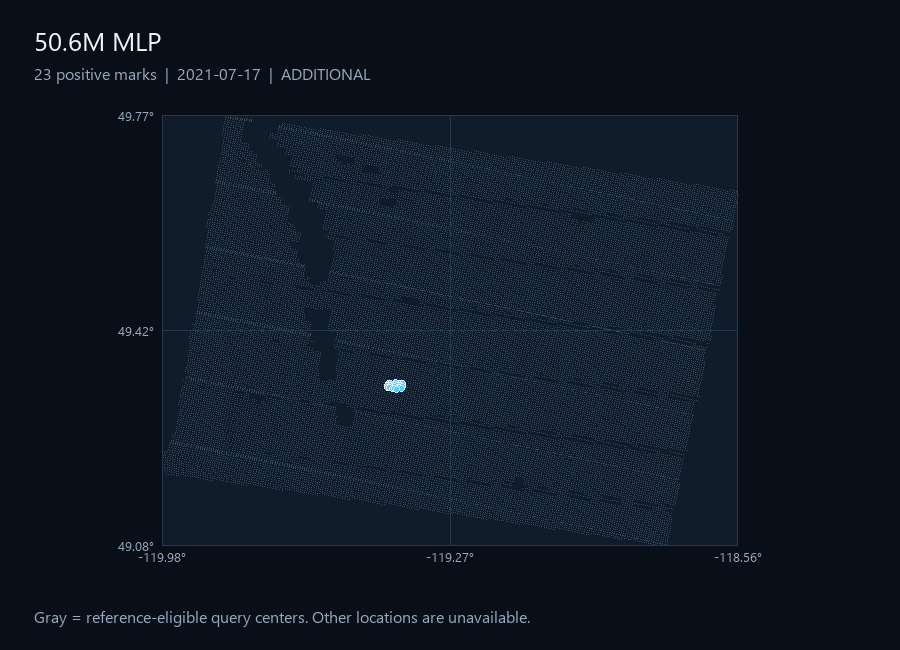 50.6M MLP
23 positive marks | 2021-07-17 | ADDITIONAL
49.77°
49.42°
49.08°
-119.98°
-119.27°
-118.56°
Gray = reference-eligible query centers. Other locations are unavailable.